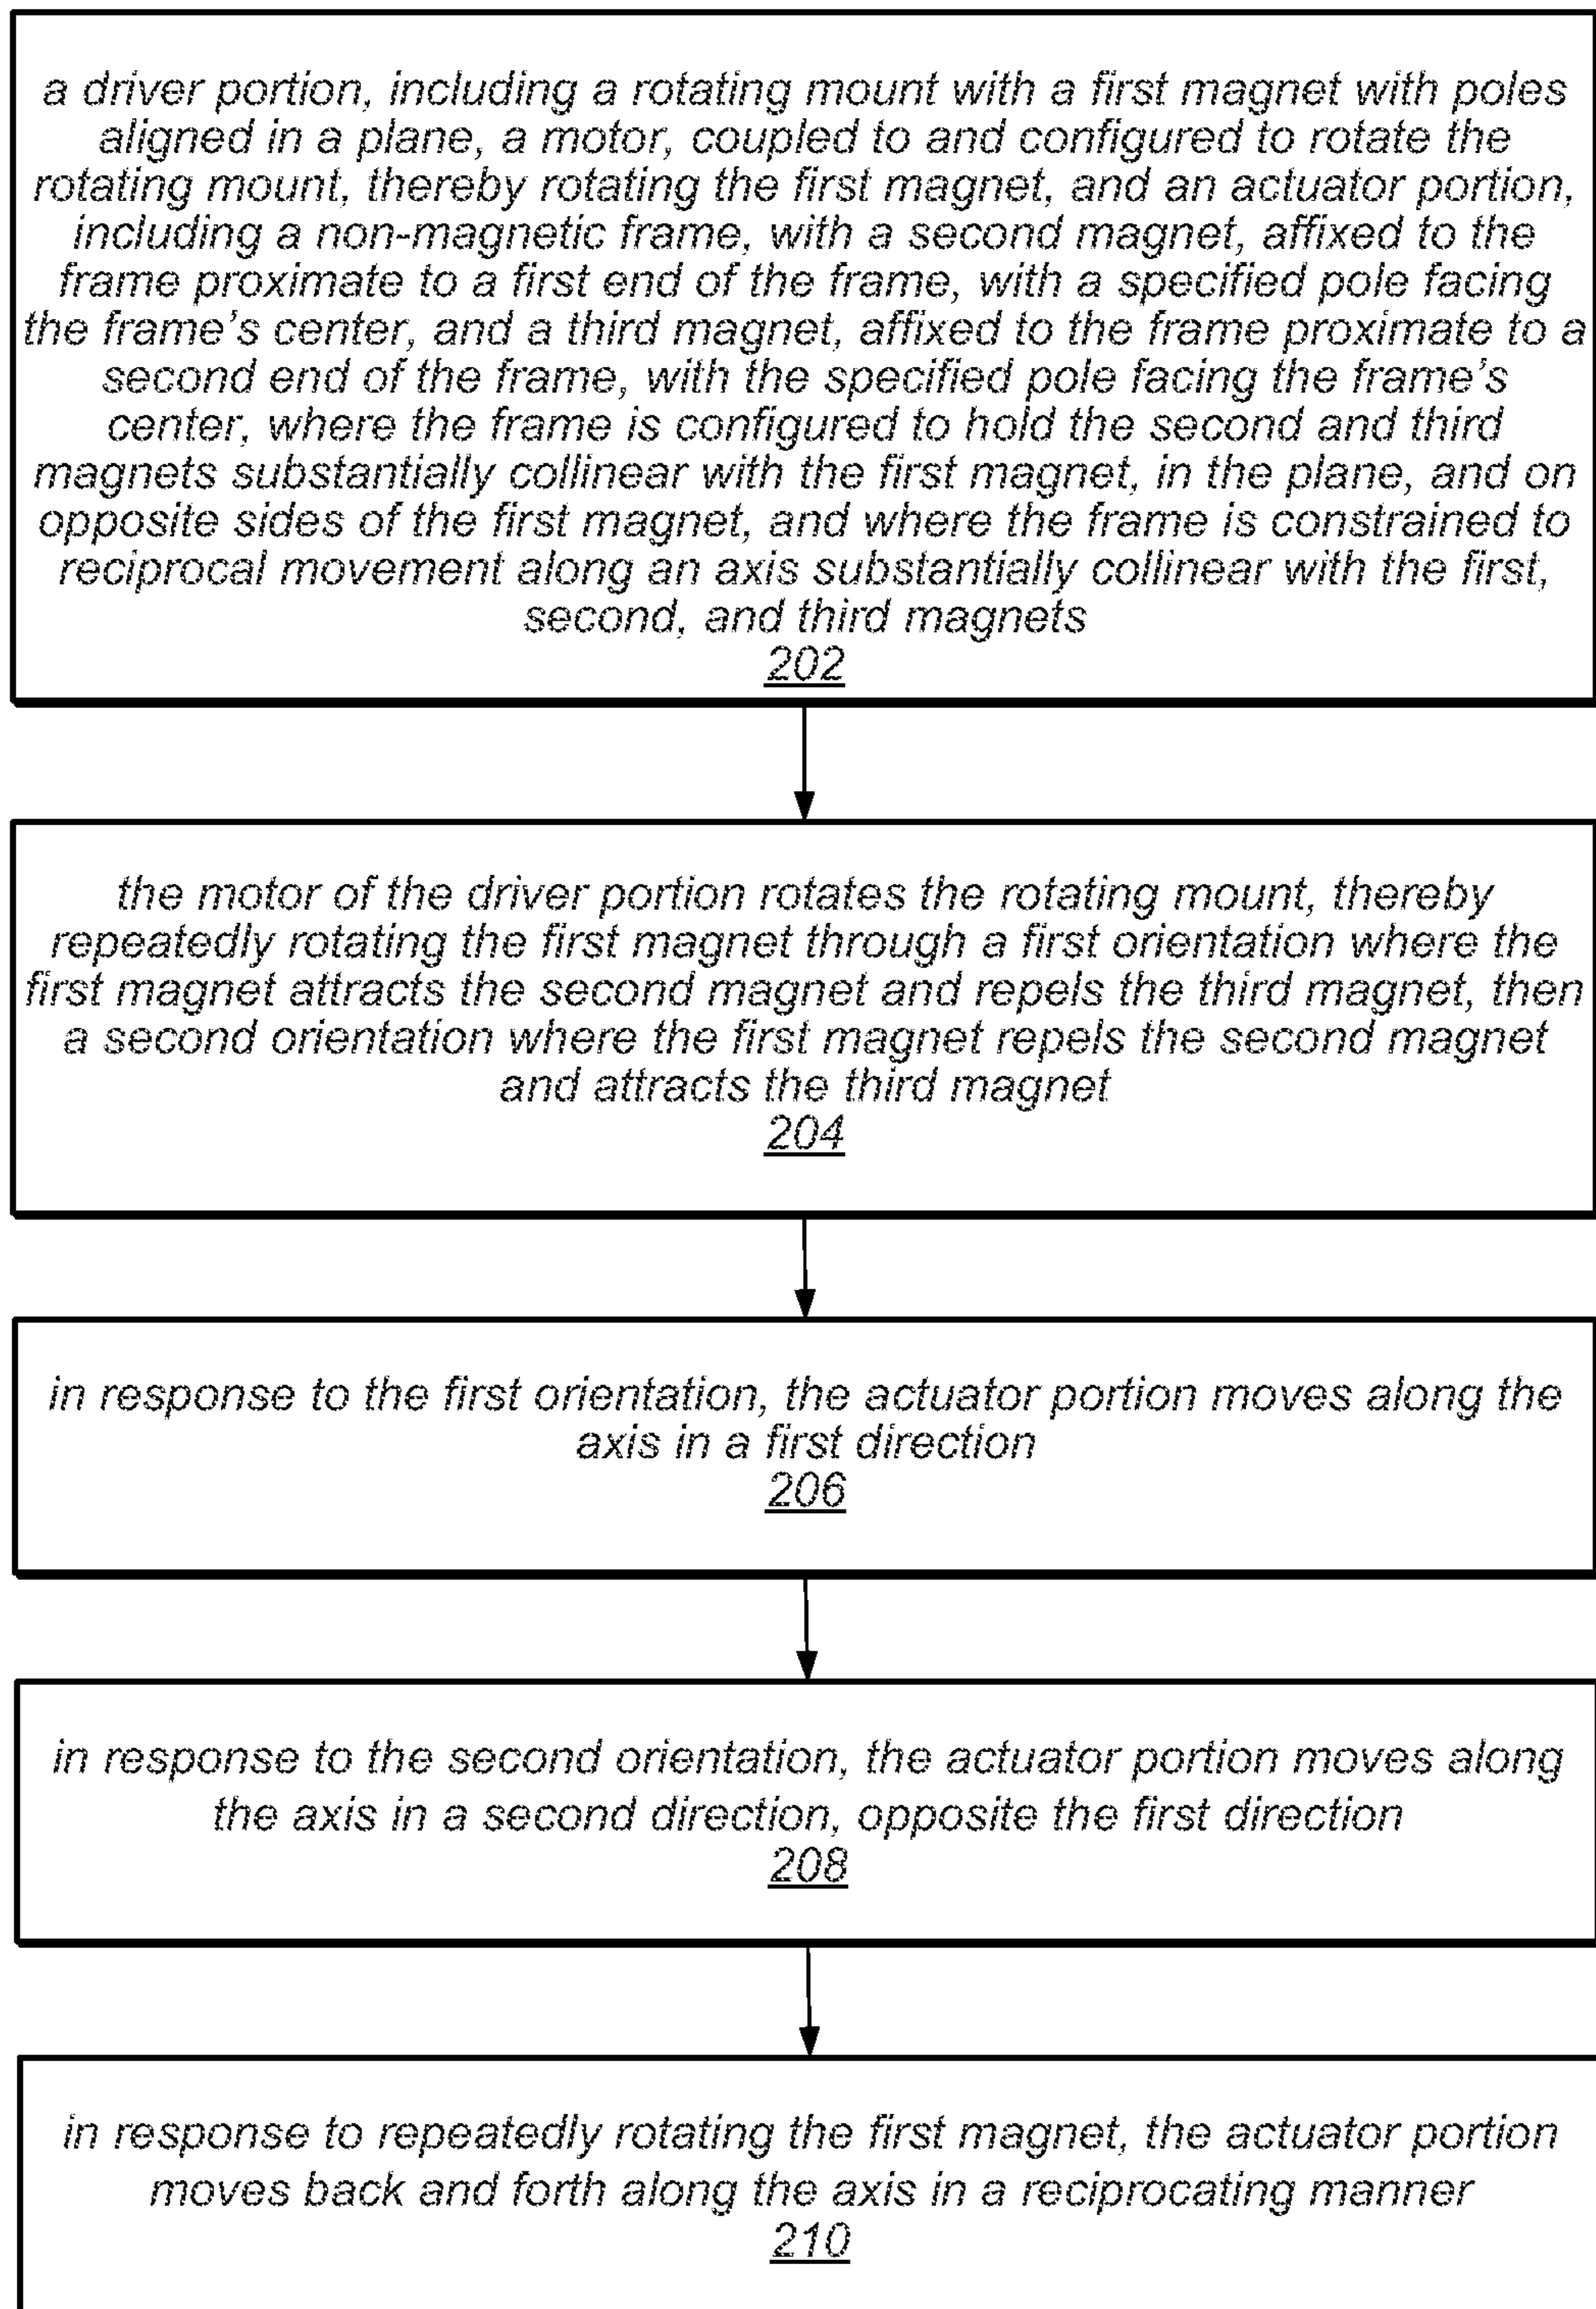 a driver portion, including a rotating mount with a first magnet with poles
aligned in a plane, a motor, coupled to and configured to rotate the
rotating mount, thereby rotating the first magnet, and an actuator portion,
including a non-magnetic frame, with a second magnet, affixed to the
frame proximate to a first end of the frame, with a specified pole facing
the frame's center, and a third magnet, affixed to the frame proximate to a
second end of the frame, with the specified pole facing the frame's
center, where the frame is configured to hold the second and third
magnets substantially collinear with the first magnet, in the plane, and on
opposite sides of the first magnet, and where the frame is constrained to
reciprocal movement along an axis substantially collinear with the first,
second, and third magnets
202
the motor of the driver portion rotates the rotating mount, thereby
repeatedly rotating the first magnet through a first orientation where the
first magnet attracts the second magnet and repels the third magnet, then
a second orientation where the first magnet repels the second magnet
and attracts the third magnet
204
in response to the first orientation, the actuator portion moves along the
axis in a first direction
206
in response to the second orientation, the actuator portion moves along
the axis in a second direction, opposite the first direction
208
in response to repeatedly rotating the first magnet, the actuator portion
moves back and forth along the axis in a reciprocating manner
210